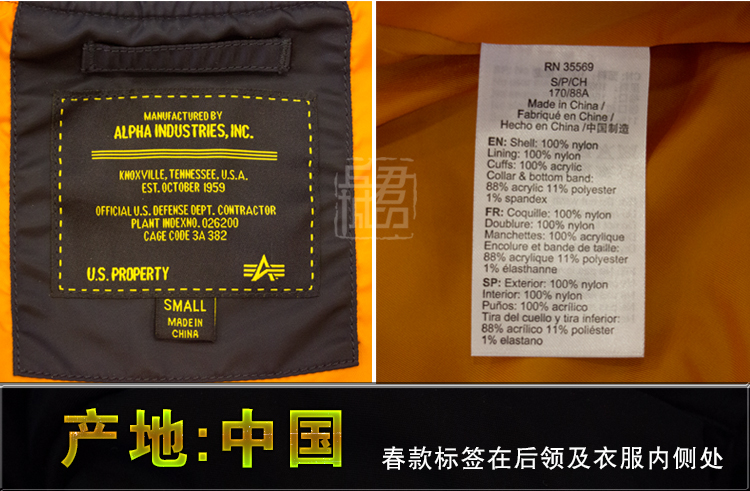 MANUFACTURED BY
ALPHA INDUSTRIES, INC.
KNOXVILLE, TENNESSEE, U.S.A.
EST. OCTOBER 1959
OFFICIAL U.S. DEFENSE DEPT. CONTRACTOR
PLANT INDEXNO. 026200
CAGE CODE 3A 382
U.S. PROPERTY
SMALL
MADE IN
CHINA
RN 35569
S/P/CH
170/88A
Made in China /
Fabriqué en Chine /
Hecho en China /中国制造
EN: Shell: 100% nylon
Lining: 100% nylon
Cuffs: 100% acrylic
Collar & bottom band:
88% acrylic 11% polyester
1% spandex
FR: Coquille: 100% nylon
Doublure: 100% nylon
Manchettes: 100% acrylique
Encolure et bande de taille:
88% acrylique 11% polyester
1% élasthanne
SP: Exterior: 100% nylon
Interior: 100% nylon
Puños: 100% acrílico
Tira del cuello y tira inferior:
88% acrílico 11% poliéster
1% elastano
产地:中国
春款标签在后领及衣服内侧处